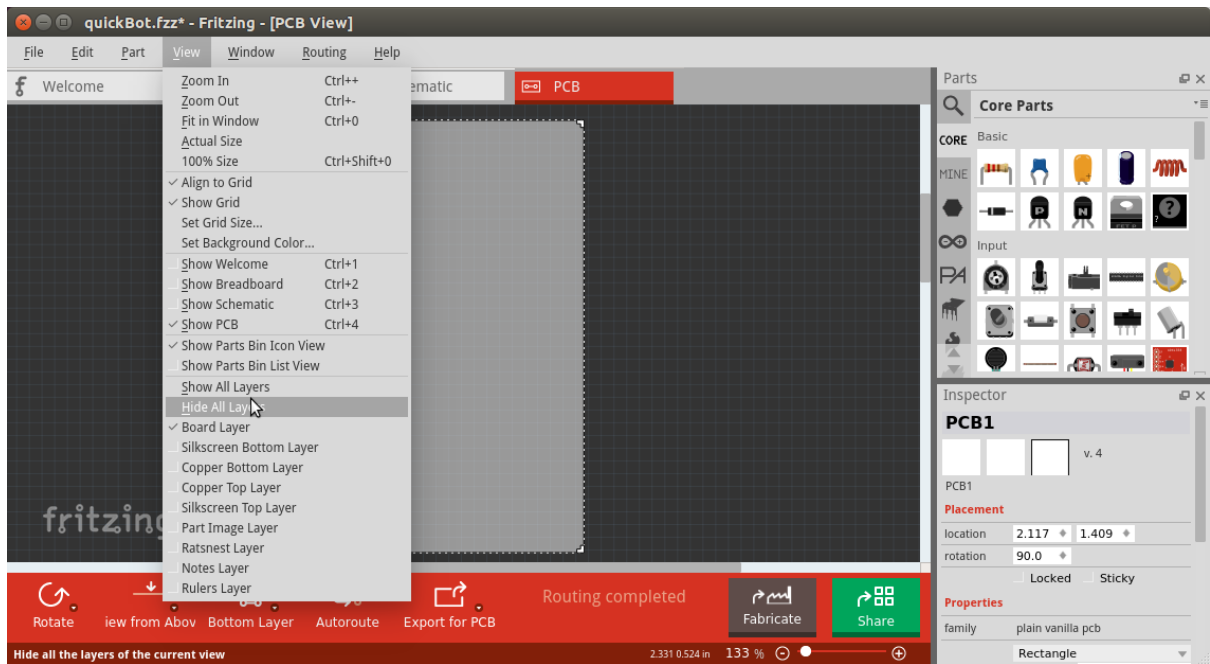 quickBot.fzz* - Fritzing - [PCB View]
File Edit Part View Window Routing Help
Welcome ematic PCB
Zoom In Ctrl++
Zoom Out Ctrl+-
Fit in Window Ctrl+0
Actual Size
100% Size Ctrl+Shift+0
Align to Grid
Show Grid
Set Grid Size...
Set Background Color...
Show Welcome Ctrl+1
Show Breadboard Ctrl+2
Show Schematic Ctrl+3
Show PCB Ctrl+4
Show Parts Bin Icon View
Show Parts Bin List View
Show All Layers
Hide All Layers
Board Layer
Silkscreen Bottom Layer
Copper Bottom Layer
Copper Top Layer
Silkscreen Top Layer
Part Image Layer
Ratsnest Layer
Notes Layer
Rulers Layer
fritzing
Parts
Core Parts
CORE
MINE
PA
Basic
P N ?
Input
Inspector
PCB1
v. 4
PCB1
Placement
location 2.117 1.409
rotation 90.0
Locked Sticky
Properties
family plain vanilla pcb
Rectangle
Rotate iew from Abov Bottom Layer Autoroute Export for PCB
Routing completed
Fabricate Share
Hide all the layers of the current view
2.331 0.524 in 133 %